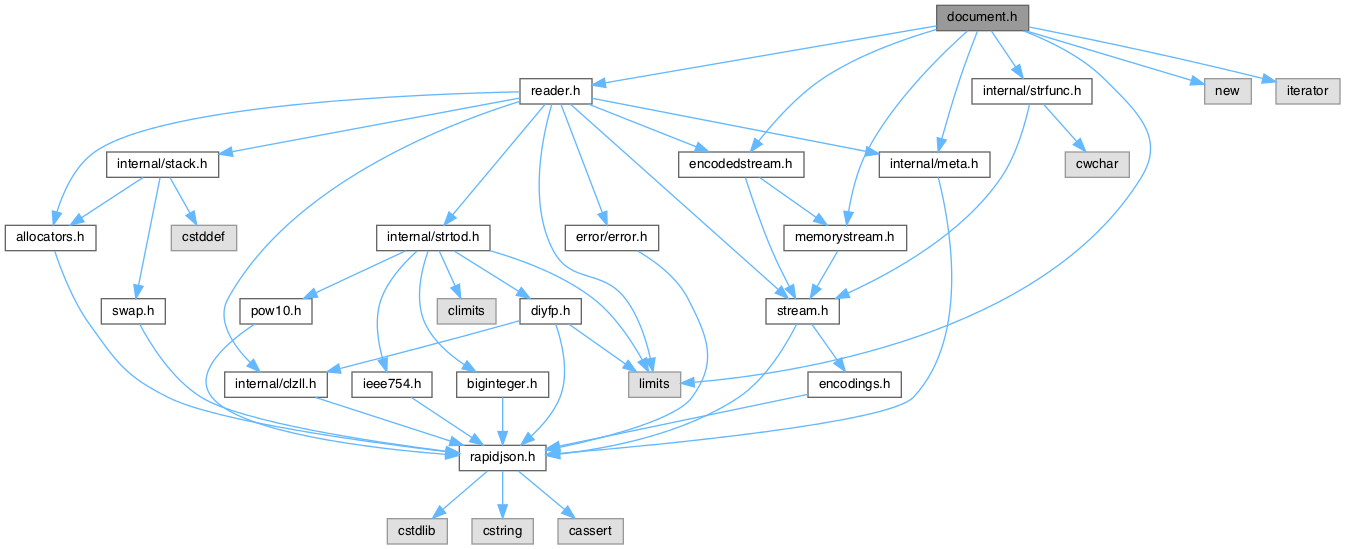 document.h
reader.h
internal/strfunc.h
new
iterator
internal/stack.h
encodedstream.h
internal/meta.h
cwchar
allocators.h
cstddef
internal/strtod.h
error/error.h
memorystream.h
swap.h
pow10.h
climits
diyfp.h
stream.h
internal/clzll.h
ieee754.h
biginteger.h
limits
encodings.h
rapidjson.h
cstdlib
cstring
cassert